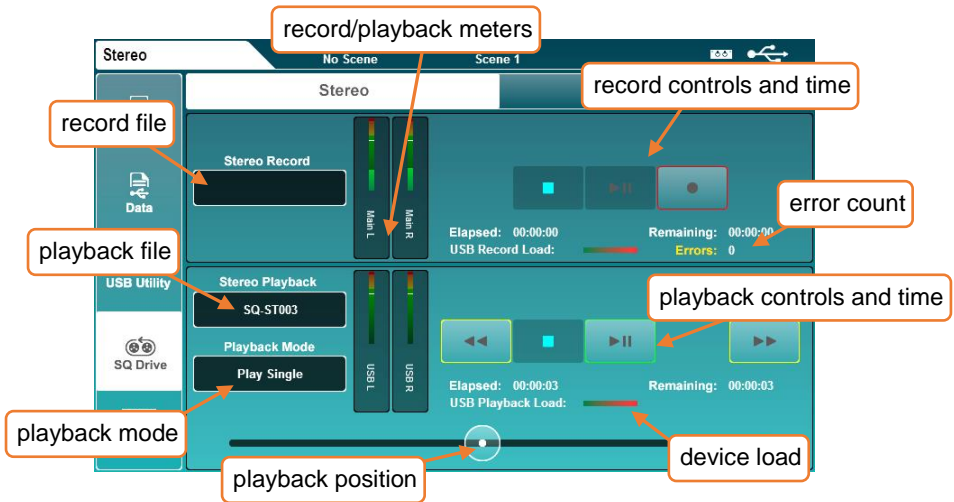 record/playback meters
Stereo
No Scene
Scene 1
Stereo
record controls and time
record file
Stereo Record
Data
Main L
Main R
error count
Elapsed: 00:00:00
Remaining: 00:00:00
USB Record Load:
Errors: 0
playback file
USB Utility
Stereo Playback
SQ-ST003
playback controls and time
Playback Mode
Play Single
SQ Drive
USB L
USB R
Elapsed: 00:00:03
Remaining: 00:00:03
USB Playback Load:
playback mode
device load
playback position